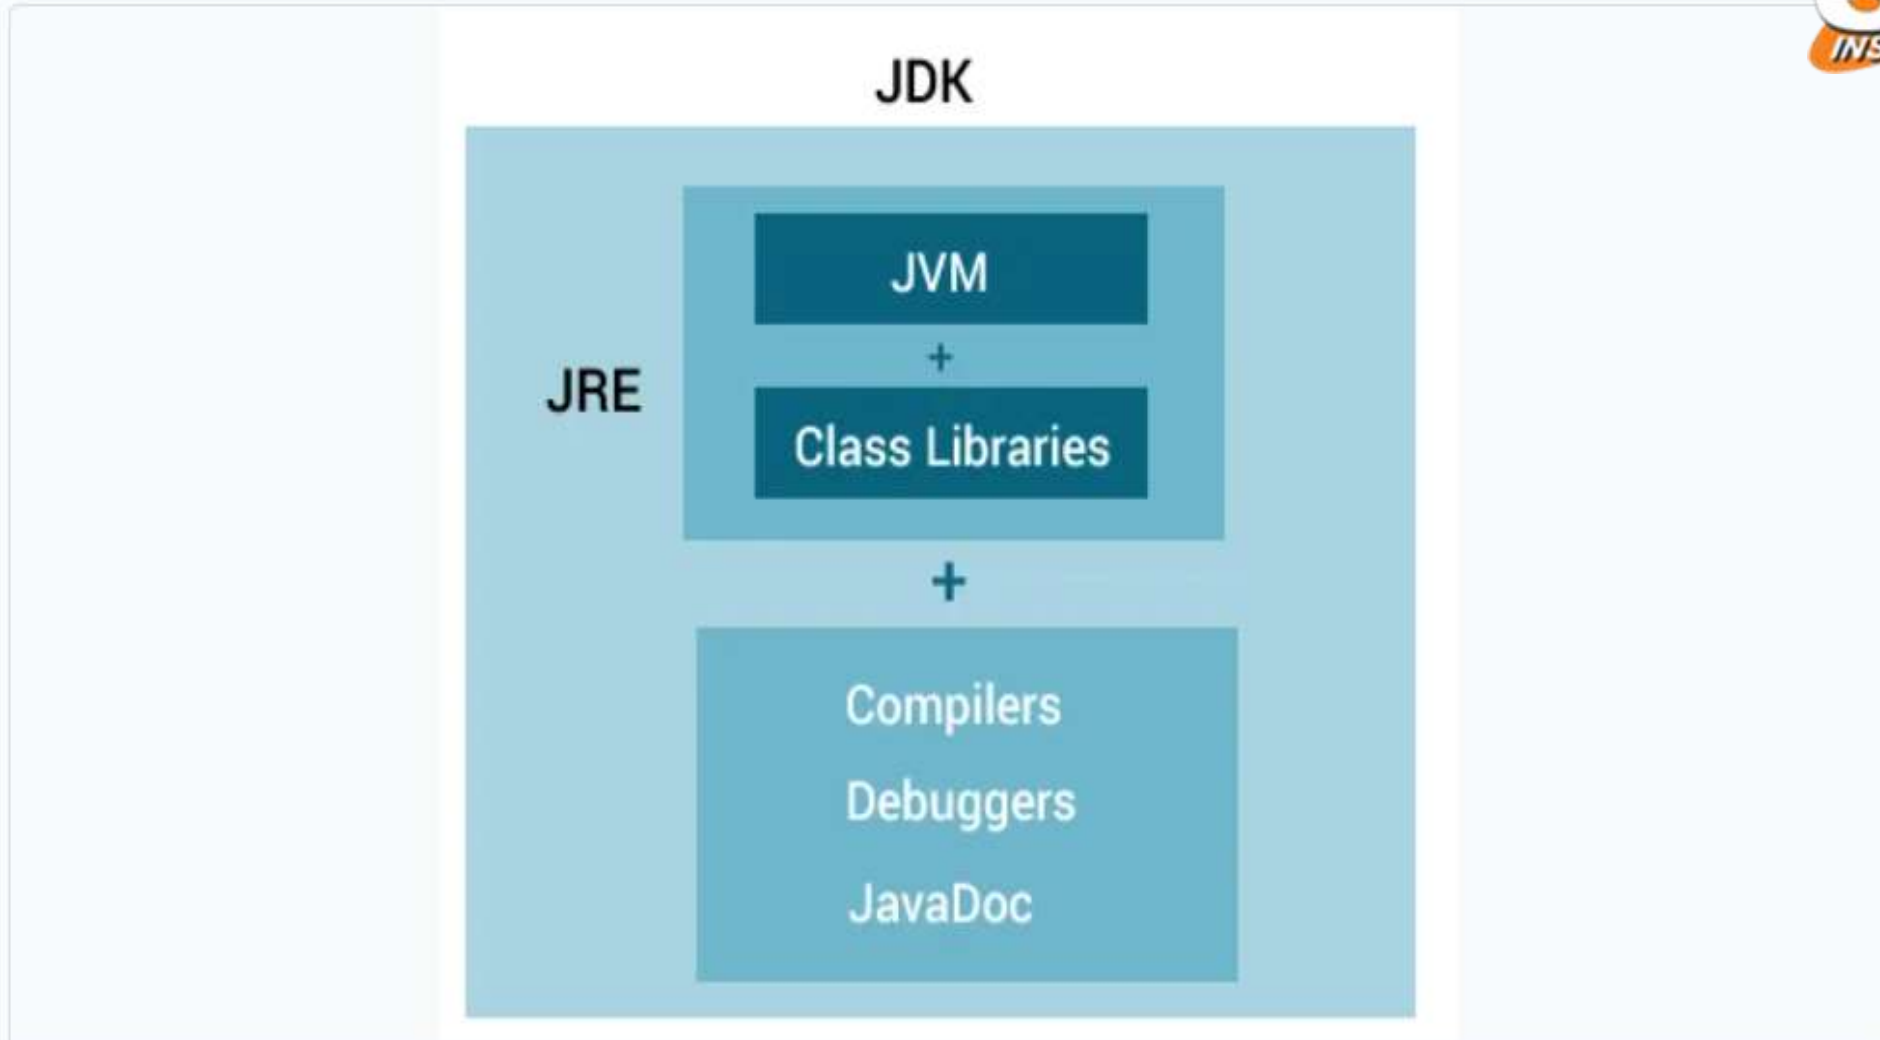 JDK
JVM
+
JRE
Class Libraries
+
Compilers
Debuggers
JavaDoc